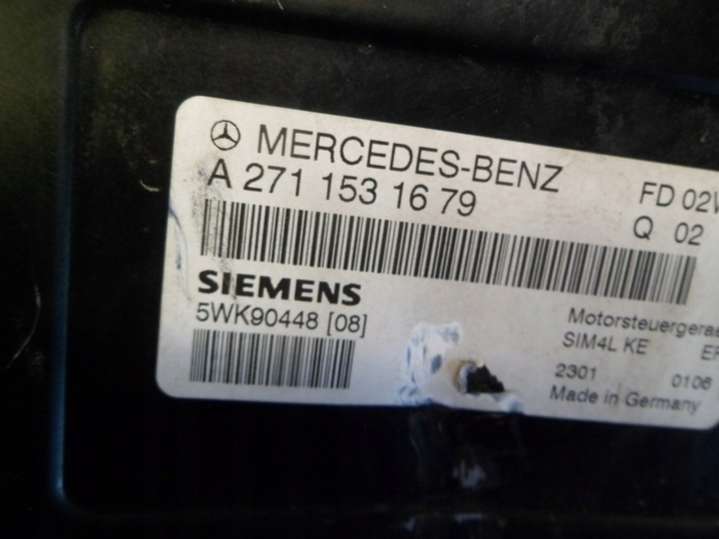 MERCEDES-BENZ
A 271 153 16 79
FD 02
Q 02
SIEMENS
5WK90448 [08]
Motorsteuergerä
SIM4L KE
2301 0106
Made in Germany